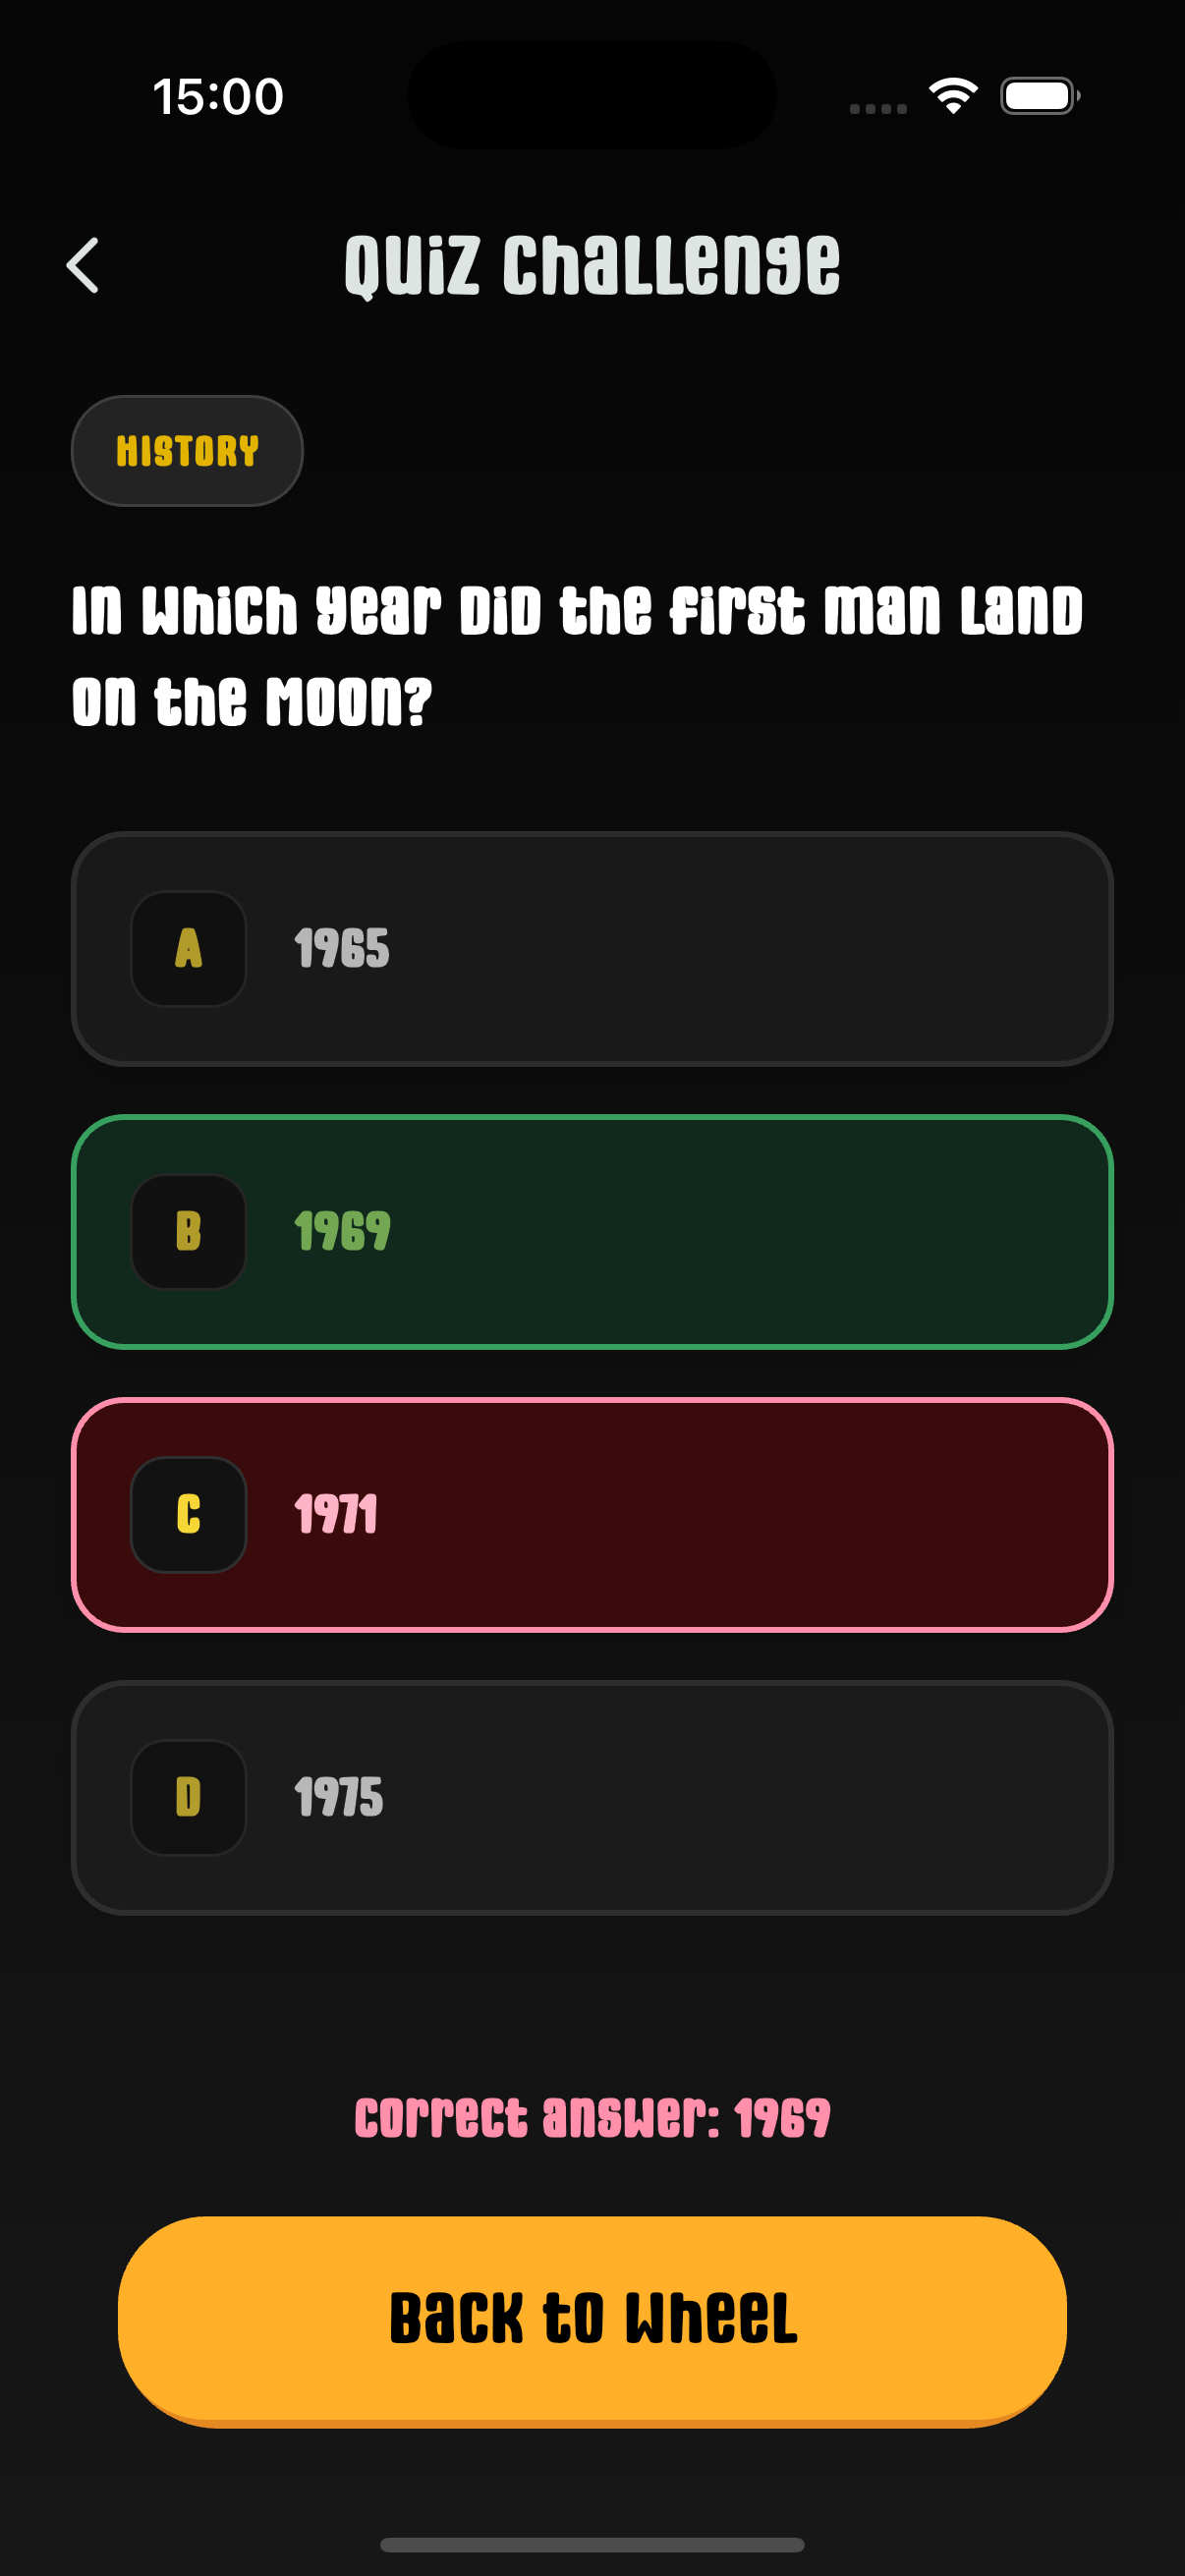 15:00
Quiz Challenge
HISTORY
In which year did the first man land
on the Moon?
A 1965
B 1969
C 1971
D 1975
Correct answer: 1969
Back to Wheel